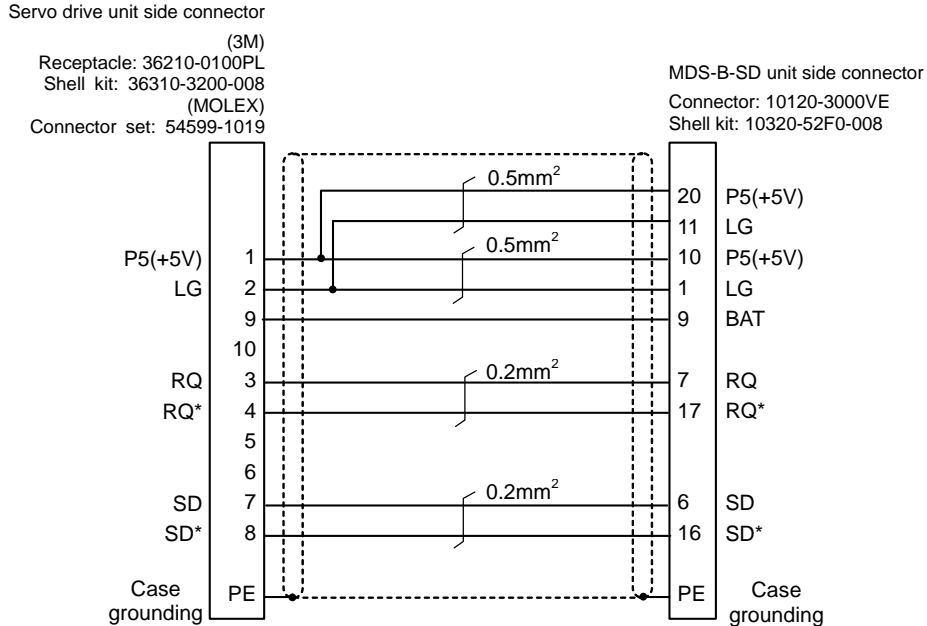 Servo drive unit side connector
(3M)
Receptacle: 36210-0100PL
Shell kit: 36310-3200-008
(MOLEX)
Connector set: 54599-1019
MDS-B-SD unit side connector
Connector: 10120-3000VE
Shell kit: 10320-52F0-008
0.5mm²
20 P5(+5V)
11 LG
0.5mm²
P5(+5V) 1 10 P5(+5V)
LG 2 1 LG
9 9 BAT
10
0.2mm²
RQ 3 7 RQ
RQ* 4 17 RQ*
5
6
0.2mm²
SD 7 6 SD
SD* 8 16 SD*
Case grounding PE PE Case grounding